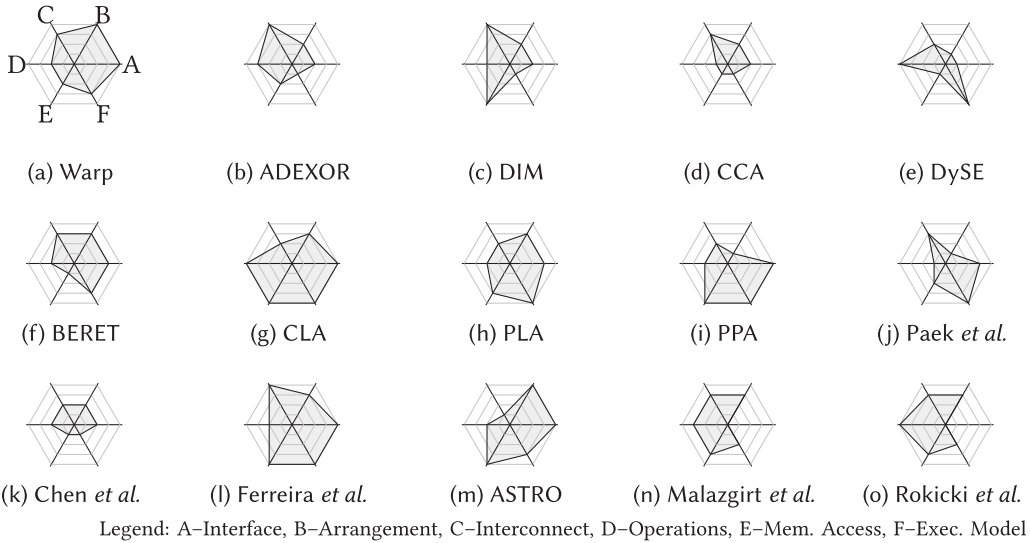 C B
D A
E F
(a) Warp (b) ADEXOR (c) DIM (d) CCA (e) DySE
(f) BERET (g) CLA (h) PLA (i) PPA (j) Paek et al.
(k) Chen et al. (l) Ferreira et al. (m) ASTRO (n) Malazgirt et al. (o) Rokicki et al.
Legend: A–Interface, B–Arrangement, C–Interconnect, D–Operations, E–Mem. Access, F–Exec. Model